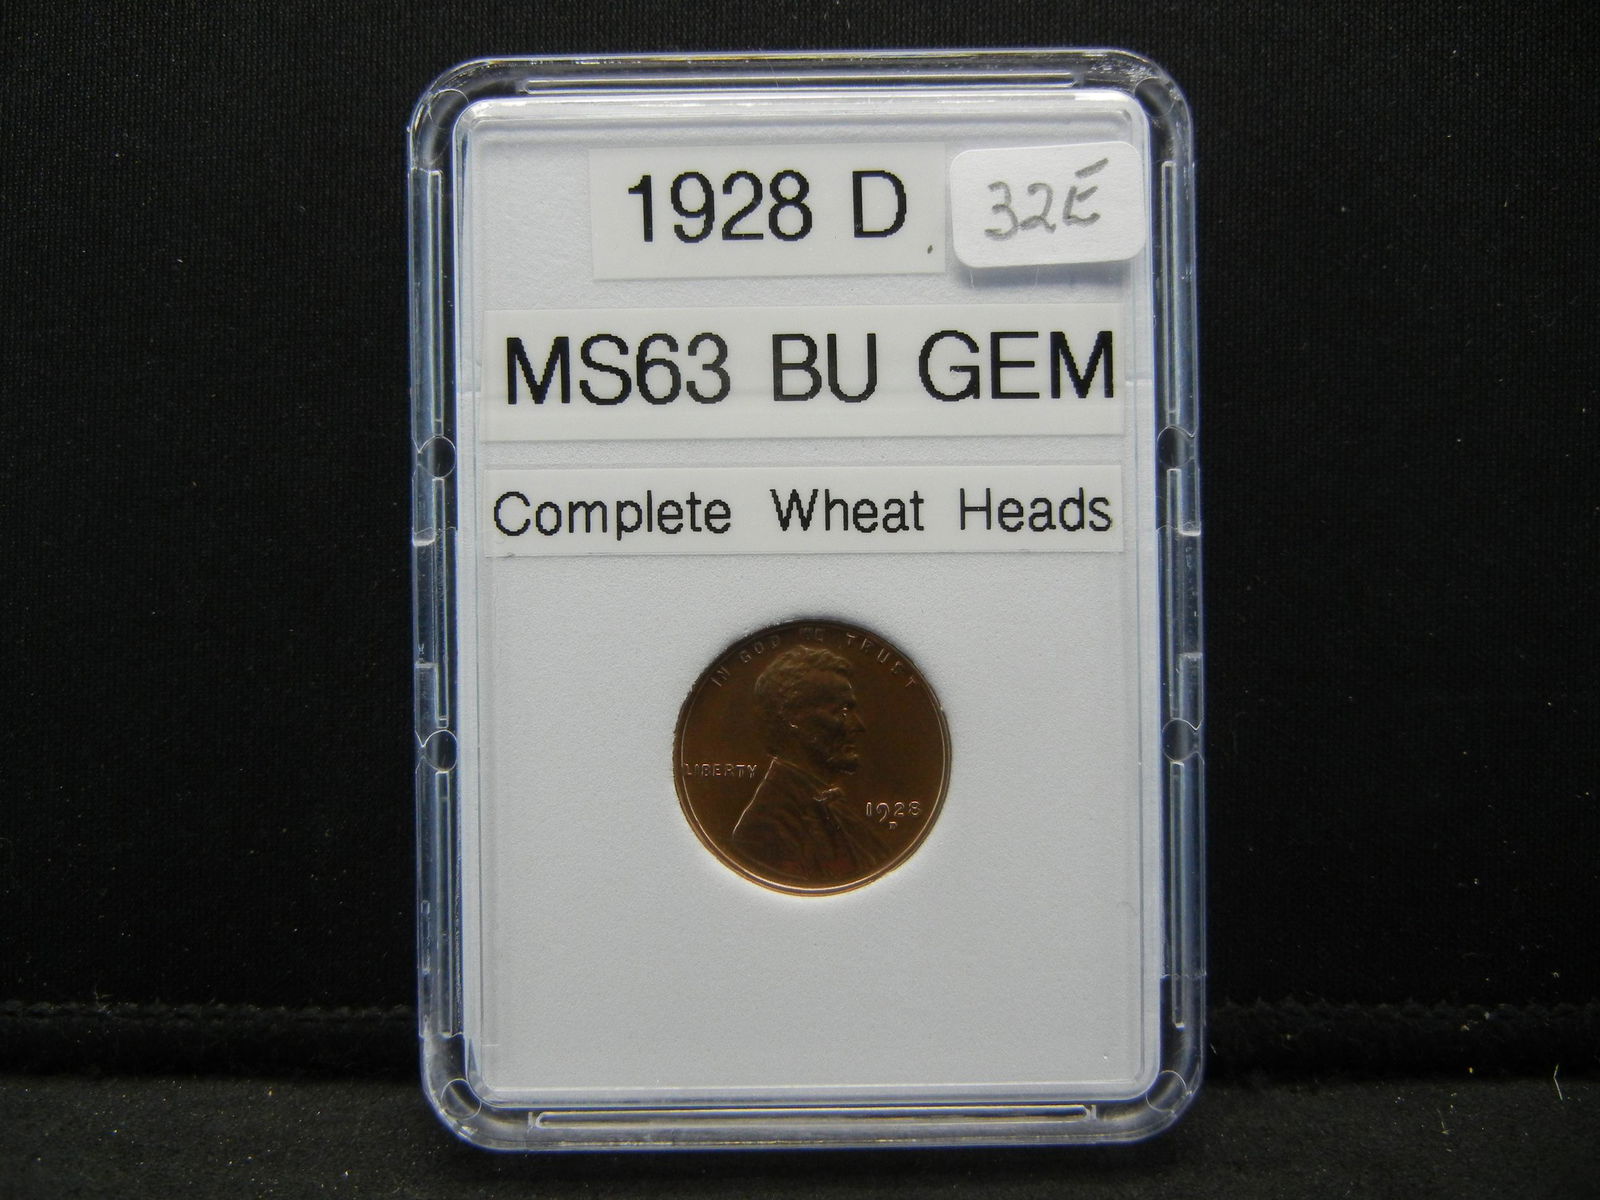 1928 D
32E
MS63 BU GEM
Complete Wheat Heads
IN GOD WE TRUST
LIBERTY
1928
D